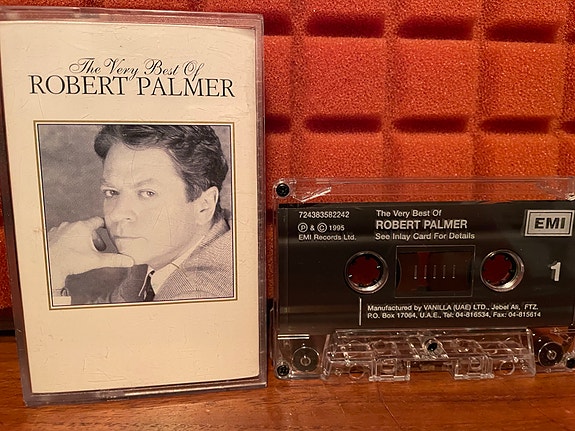 The Very Best Of
ROBERT PALMER
724383582242
The Very Best Of
ROBERT PALMER
See Inlay Card For Details
Ⓟ & © 1995
EMI Records Ltd.
EMI
1
Manufactured by VANILLA (UAE) LTD., Jebel Ali, FTZ.
P.O. Box 17064, U.A.E., Tel: 04-816534, Fax: 04-815614